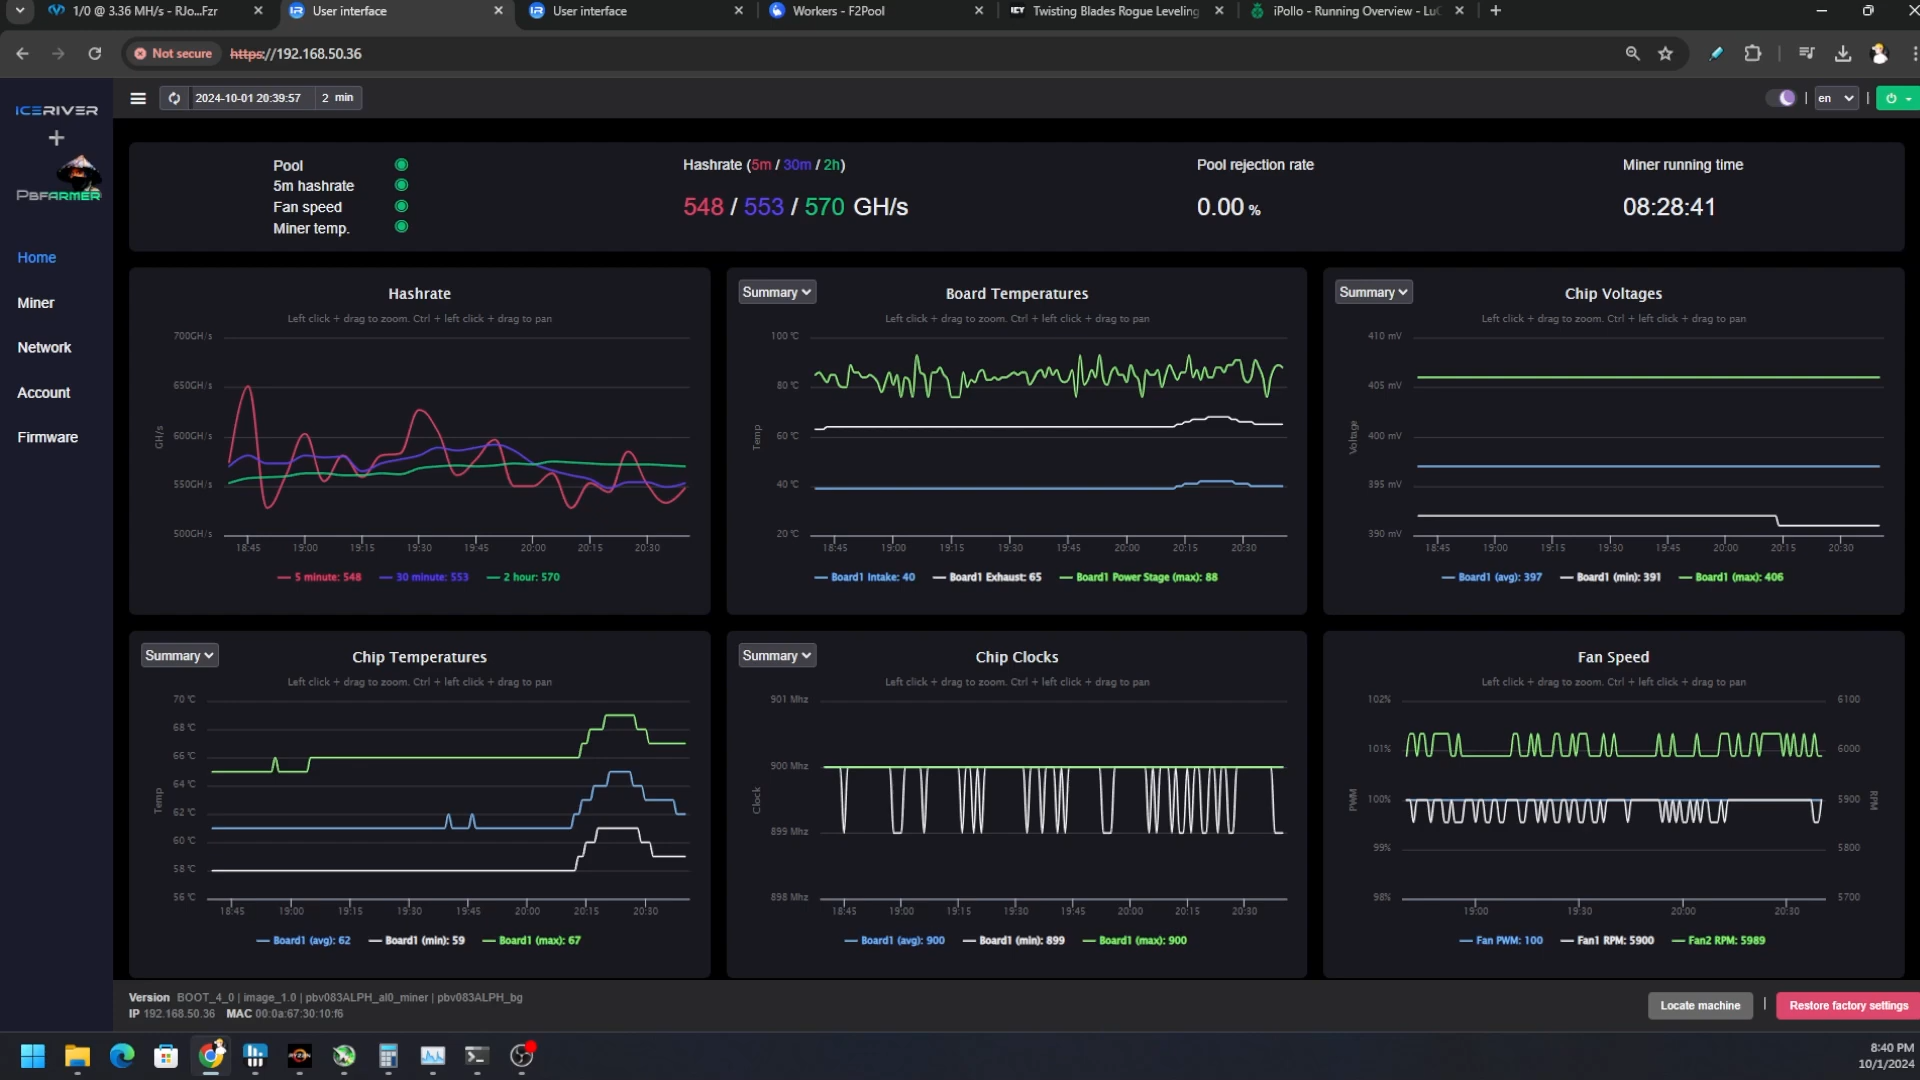 1/0 @ 3.36 MH/s - RJo...Fzr
User interface
User interface
Workers - F2Pool
Twisting Blades Rogue Leveling
iPollo - Running Overview - Lu
Not secure https://192.168.50.36
ICERIVER
+
PBFARMER
2024-10-01 20:39:57 2 min
en
Home
Miner
Network
Account
Firmware
Pool
5m hashrate
Fan speed
Miner temp.
Hashrate (5m / 30m / 2h)
548 / 553 / 570 GH/s
Pool rejection rate
0.00 %
Miner running time
08:28:41
Hashrate
Left click + drag to zoom. Ctrl + left click + drag to pan
700GH/s
650GH/s
600GH/s
550GH/s
500GH/s
GH/s
18:45 19:00 19:15 19:30 19:45 20:00 20:15 20:30
5 minute: 548 30 minute: 553 2 hour: 570
Summary
Board Temperatures
Left click + drag to zoom. Ctrl + left click + drag to pan
100 °C
80 °C
60 °C
40 °C
20 °C
Temp
18:45 19:00 19:15 19:30 19:45 20:00 20:15 20:30
Board1 Intake: 40 Board1 Exhaust: 65 Board1 Power Stage (max): 88
Summary
Chip Voltages
Left click + drag to zoom. Ctrl + left click + drag to pan
410 mV
405 mV
400 mV
395 mV
390 mV
Voltage
18:45 19:00 19:15 19:30 19:45 20:00 20:15 20:30
Board1 (avg): 397 Board1 (min): 391 Board1 (max): 406
Summary
Chip Temperatures
Left click + drag to zoom. Ctrl + left click + drag to pan
70 °C
68 °C
66 °C
64 °C
62 °C
60 °C
58 °C
56 °C
Temp
18:45 19:00 19:15 19:30 19:45 20:00 20:15 20:30
Board1 (avg): 62 Board1 (min): 59 Board1 (max): 67
Summary
Chip Clocks
Left click + drag to zoom. Ctrl + left click + drag to pan
901 Mhz
900 Mhz
899 Mhz
898 Mhz
Clock
18:45 19:00 19:15 19:30 19:45 20:00 20:15 20:30
Board1 (avg): 900 Board1 (min): 899 Board1 (max): 900
Fan Speed
Left click + drag to zoom. Ctrl + left click + drag to pan
102% 6100
101% 6000
100% 5900
99% 5800
98% 5700
PWM RPM
19:00 19:30 20:00 20:30
Fan PWM: 100 Fan1 RPM: 5900 Fan2 RPM: 5989
Version BOOT_4_0 | image_1.0 | pbv083ALPH_al0_miner | pbv083ALPH_bg
IP 192.168.50.36 MAC 00:0a:67:30:10:f6
Locate machine | Restore factory settings
8:40 PM
10/1/2024